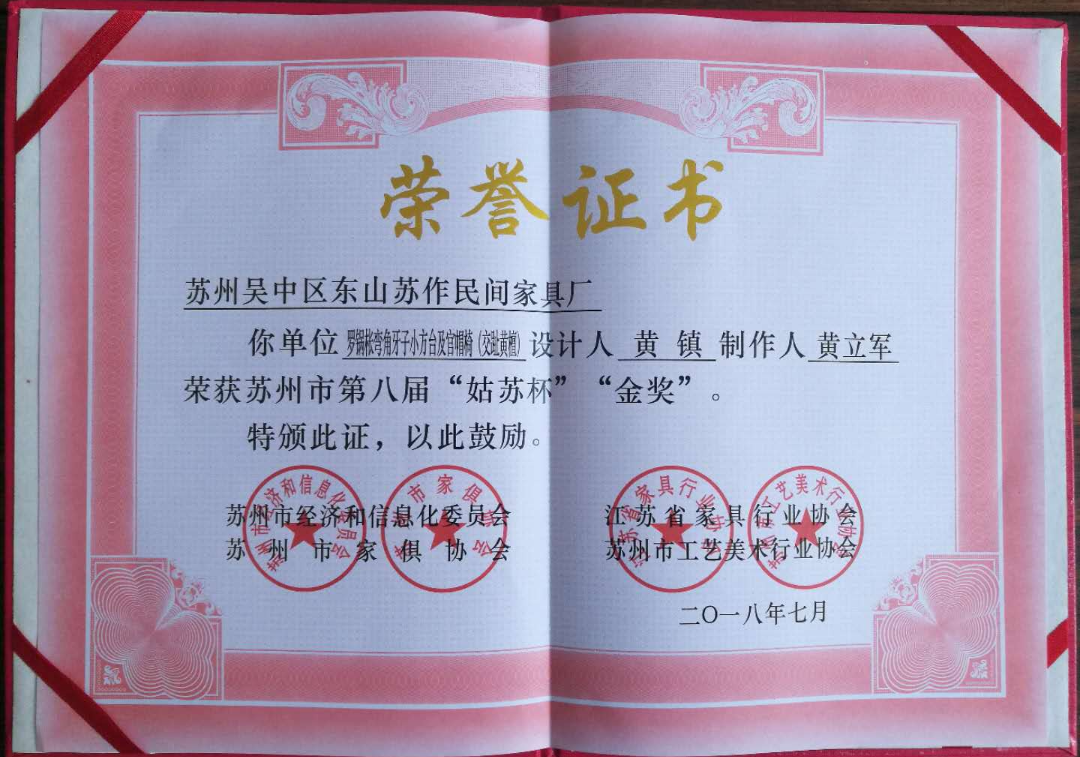 荣誉证书
苏州吴中区东山苏作民间家具厂
你单位罗锅枨弯角牙子小方台及官帽椅（交趾黄檀）设计人 黄 镇 制作人 黄立军
荣获苏州市第八届“姑苏杯”“金奖”。
特颁此证，以此鼓励。
苏州市经济和信息化委员会
苏州市家俱协会
江苏省家具行业协会
苏州市工艺美术行业协会
二〇一八年七月